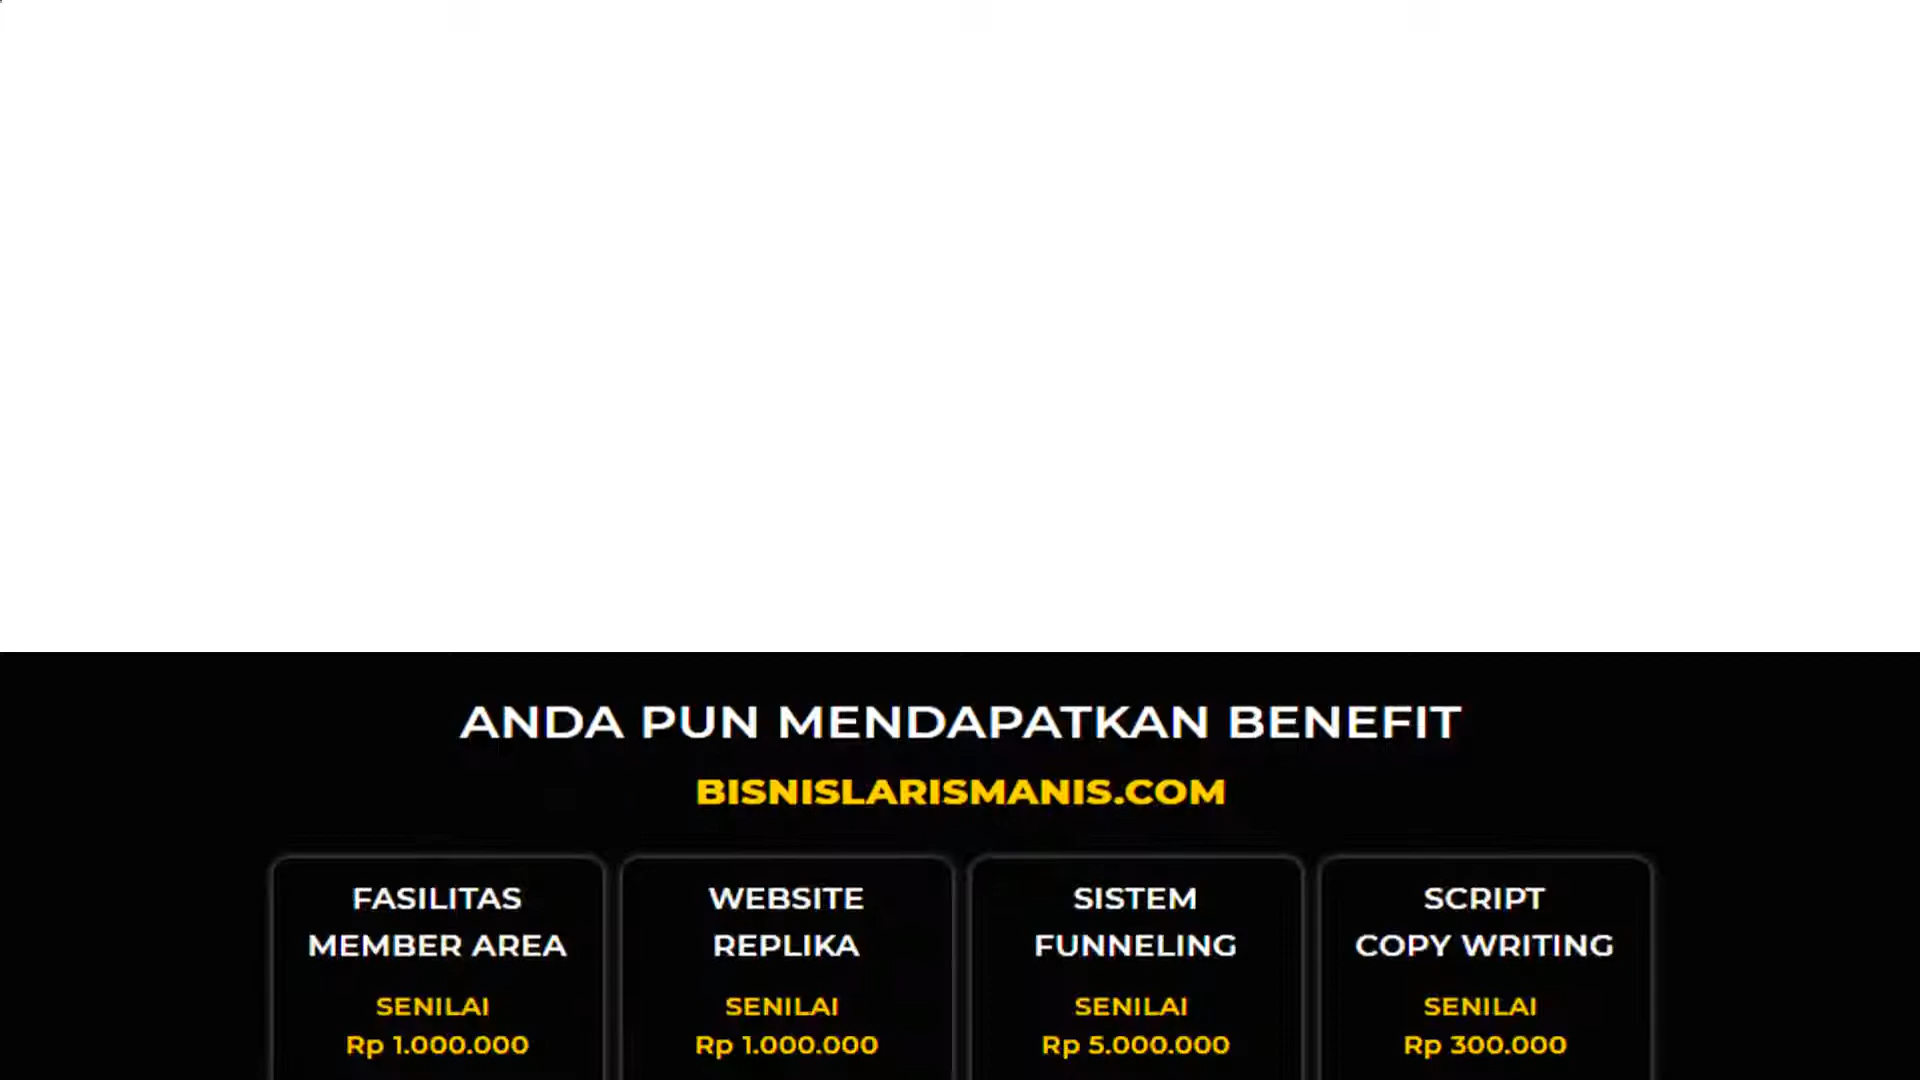 ANDA PUN MENDAPATKAN BENEFIT
BISNISLARISMANIS.COM
FASILITAS
MEMBER AREA
SENILAI
Rp 1.000.000
WEBSITE
REPLIKA
SENILAI
Rp 1.000.000
SISTEM
FUNNELING
SENILAI
Rp 5.000.000
SCRIPT
COPY WRITING
SENILAI
Rp 300.000